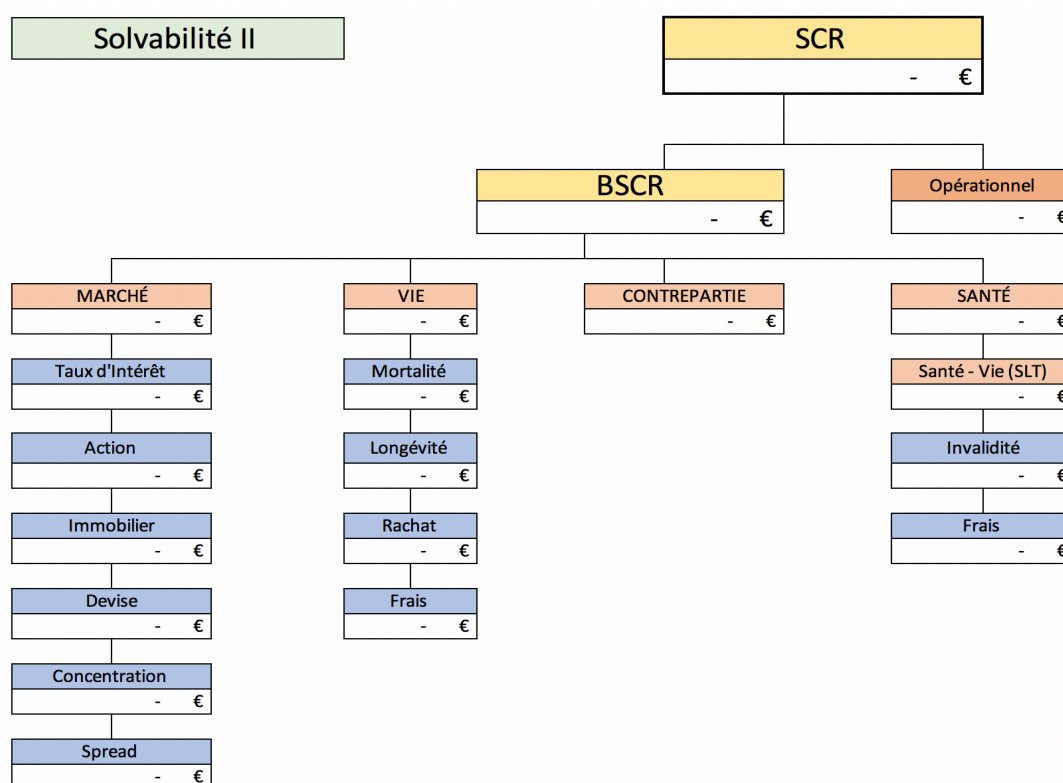 Solvabilité II
SCR
- €
BSCR
- €
Opérationnel
- €
MARCHÉ
- €
VIE
- €
CONTREPARTIE
- €
SANTÉ
- €
Taux d'Intérêt
- €
Mortalité
- €
Santé - Vie (SLT)
- €
Action
- €
Longévité
- €
Invalidité
- €
Immobilier
- €
Rachat
- €
Frais
- €
Devise
- €
Frais
- €
Concentration
- €
Spread
- €